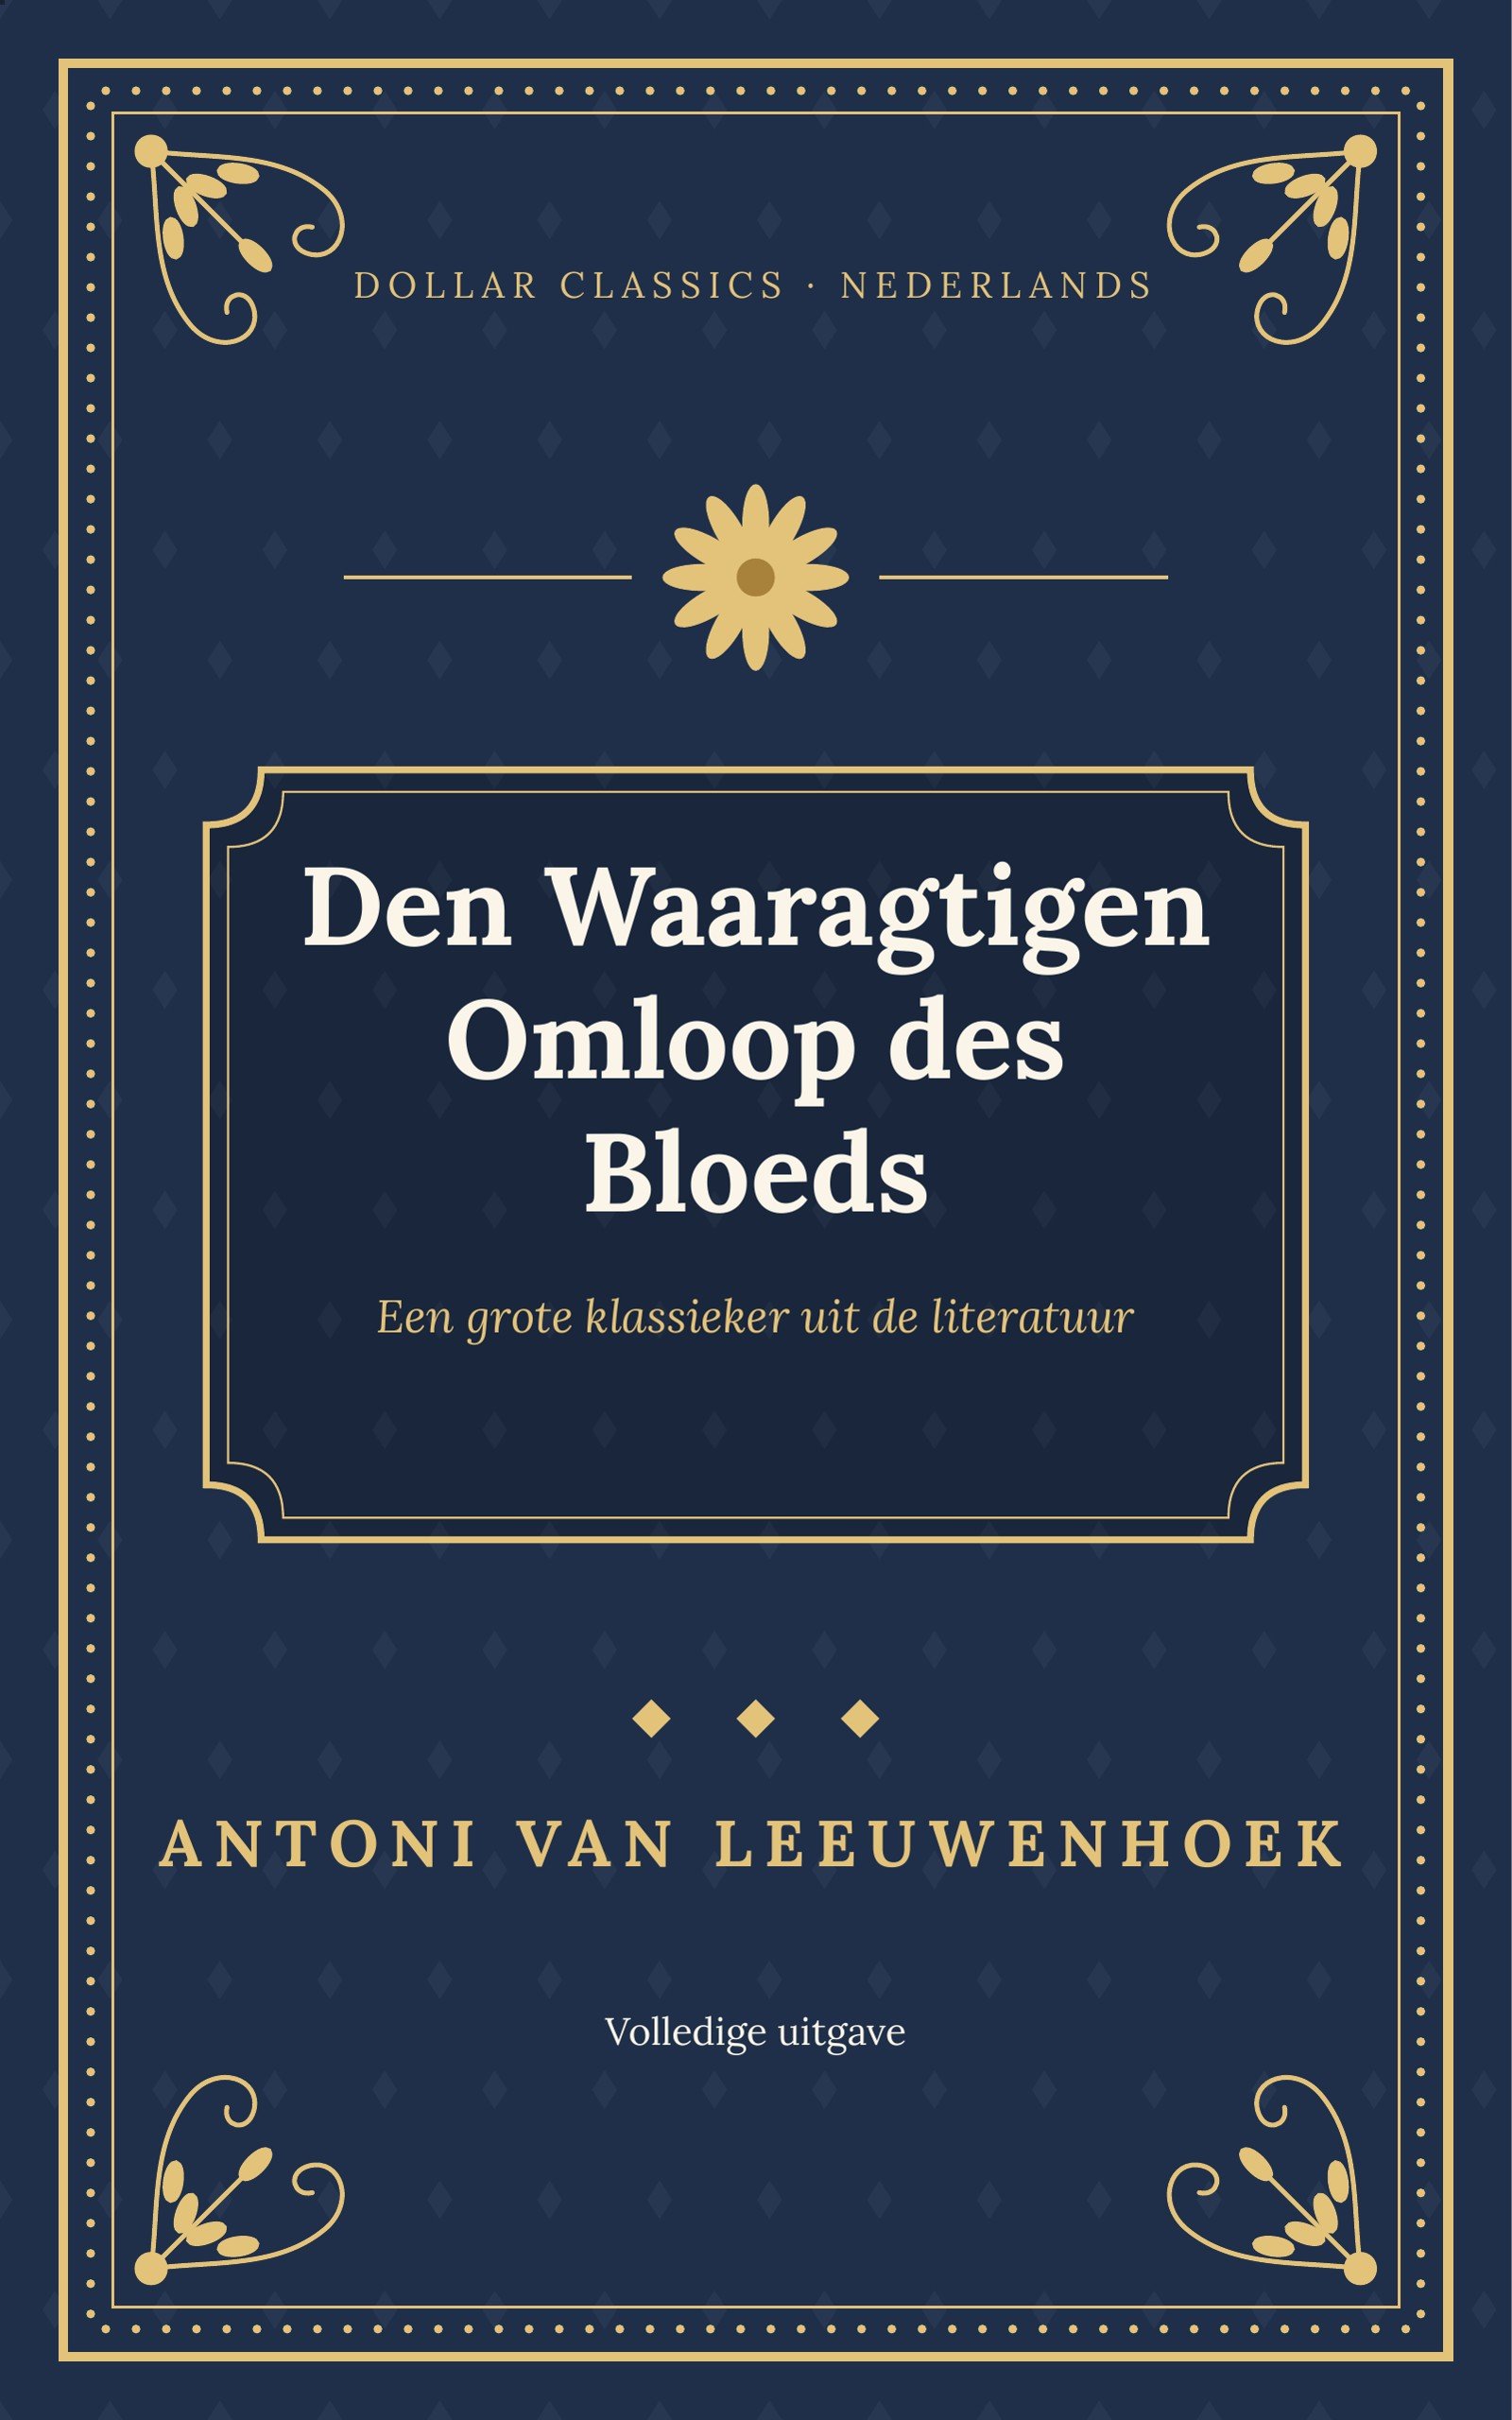 DOLLAR CLASSICS · NEDERLANDS
Den Waaragtigen
Omloop des
Bloeds
Een grote klassieker uit de literatuur
ANTONI VAN LEEUWENHOEK
Volledige uitgave